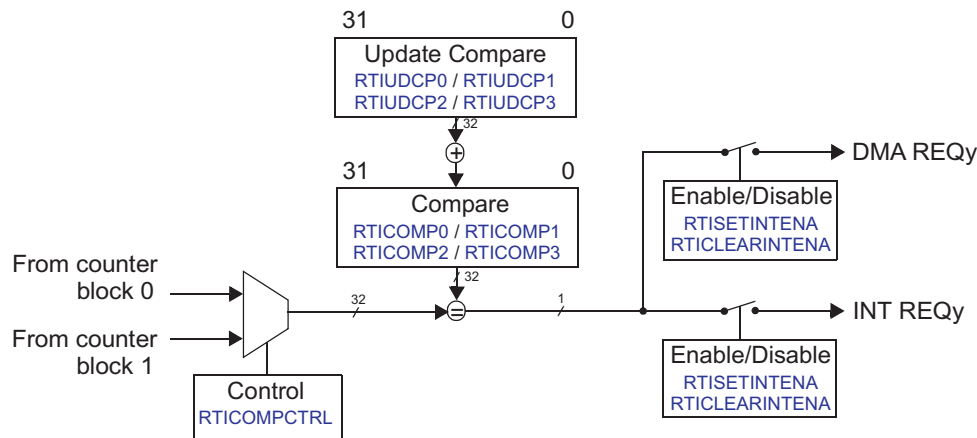 31 0
Update Compare
RTIUDCP0 / RTIUDCP1
RTIUDCP2 / RTIUDCP3
32
+
31 0
Compare
RTICOMP0 / RTICOMP1
RTICOMP2 / RTICOMP3
32
DMA REQy
Enable/Disable
RTISETINTENA
RTICLEARINTENA
From counter
block 0
32
=
1
INT REQy
From counter
block 1
Control
RTICOMPCTRL
Enable/Disable
RTISETINTENA
RTICLEARINTENA